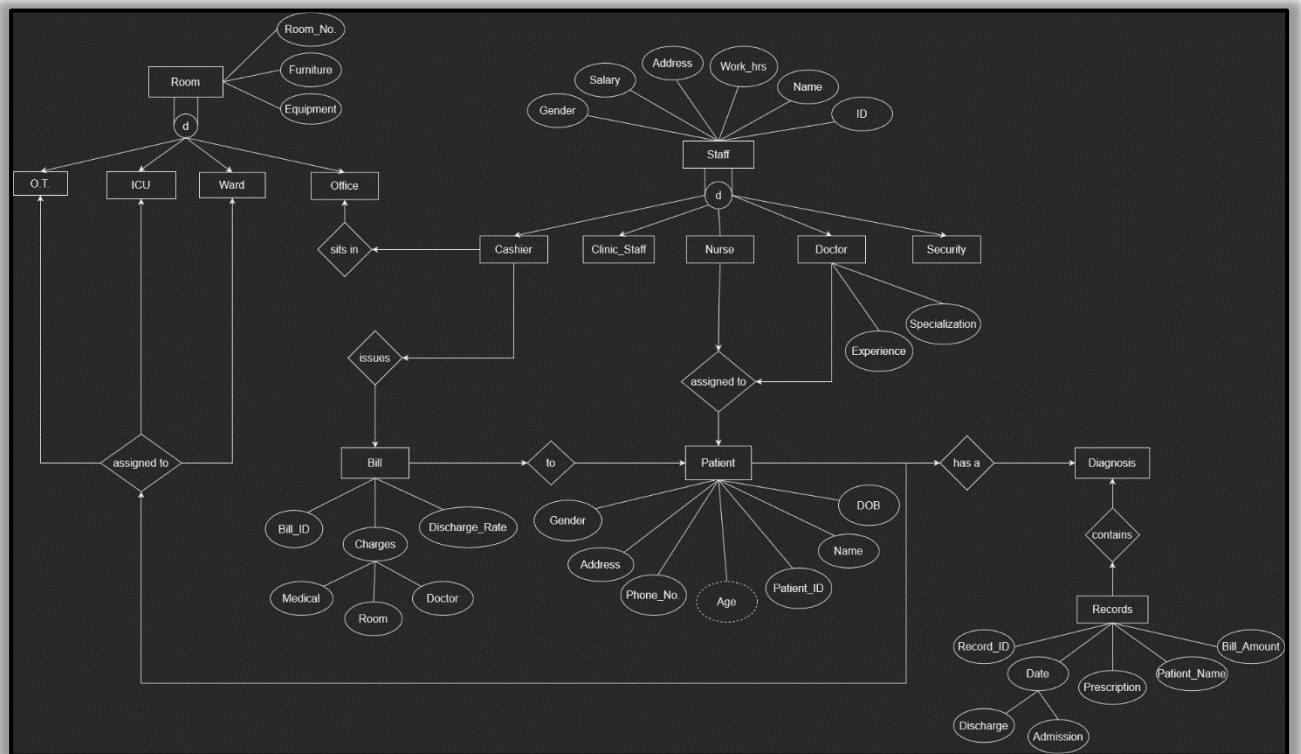 Room_No.
Room
Furniture
Equipment
d
O.T.
ICU
Ward
Office
sits in
Gender
Salary
Address
Work_hrs
Name
ID
Staff
d
Cashier
Clinic_Staff
Nurse
Doctor
Security
Specialization
Experience
issues
assigned to
assigned to
Bill
to
Patient
has a
Diagnosis
Bill_ID
Charges
Discharge_Rate
Medical
Room
Doctor
Gender
Address
Phone_No.
Age
Patient_ID
Name
DOB
contains
Records
Record_ID
Date
Prescription
Patient_Name
Bill_Amount
Discharge
Admission